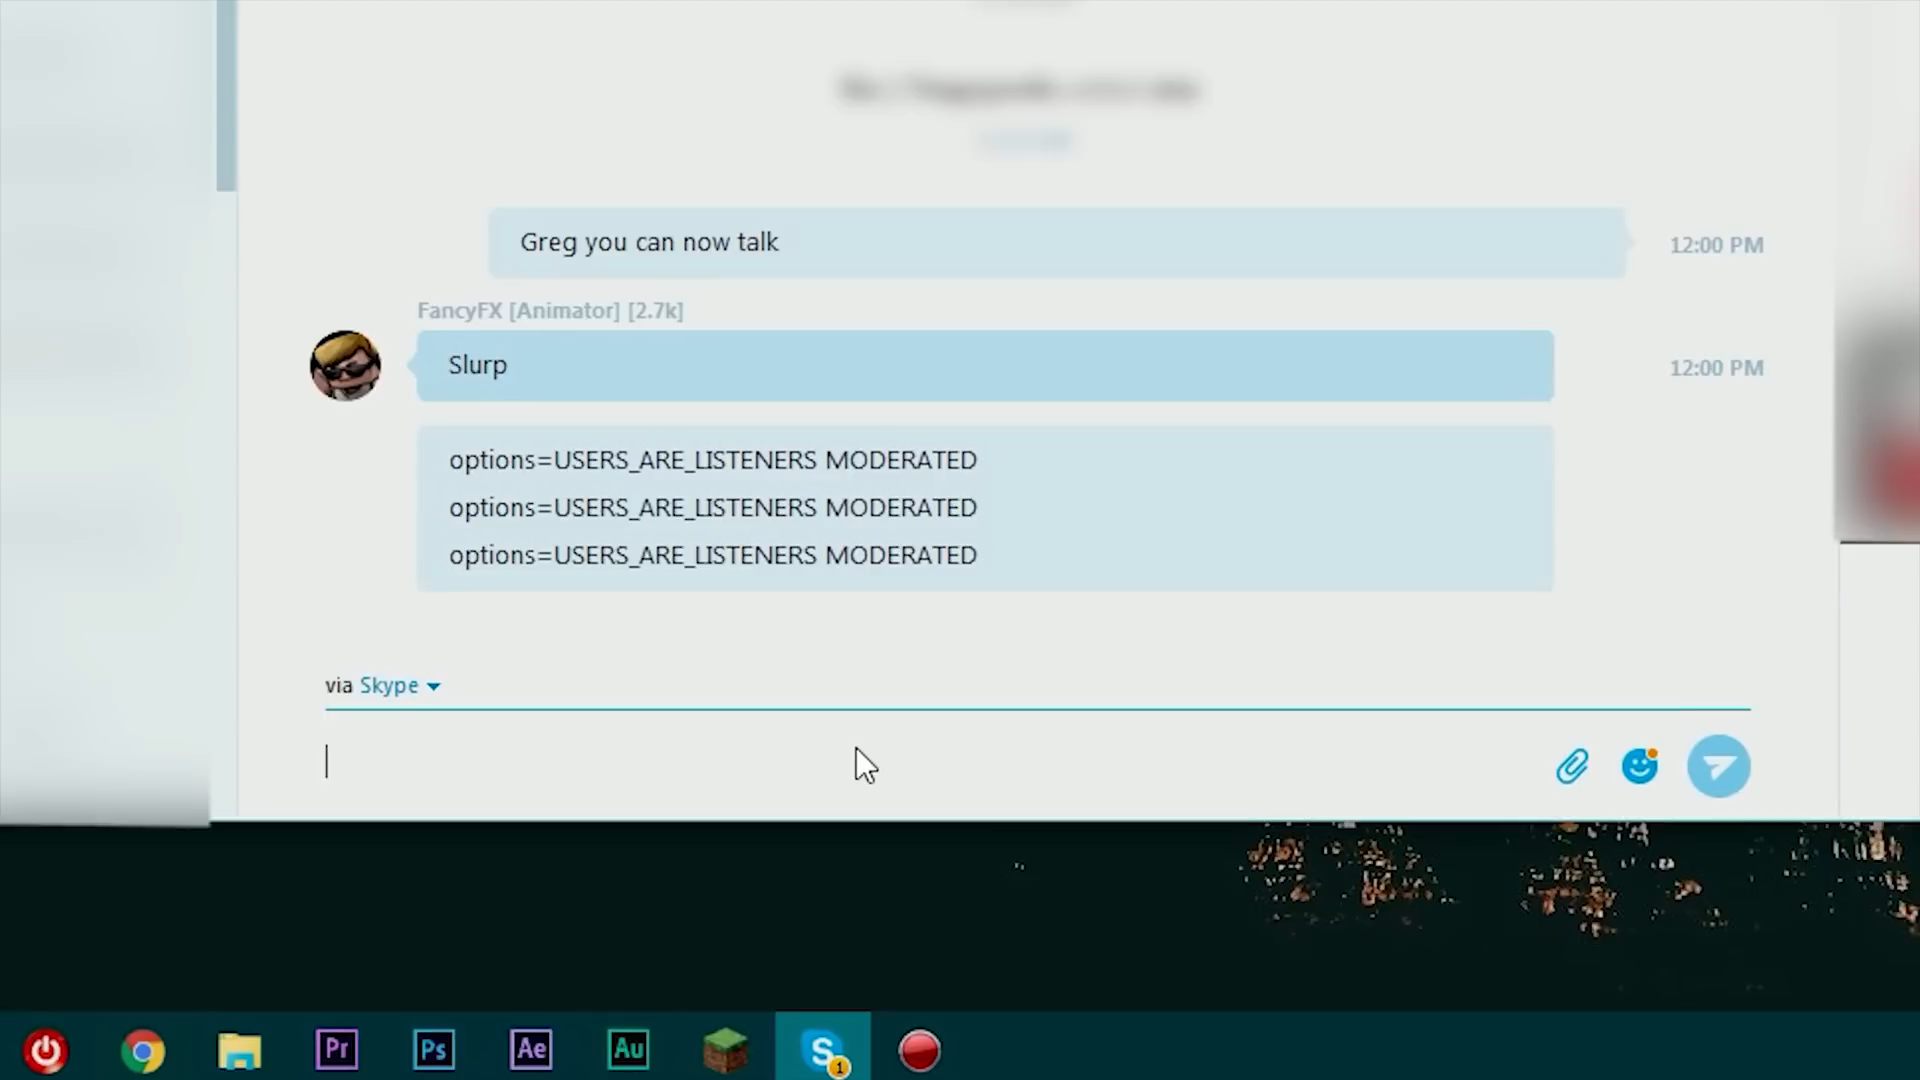 Greg you can now talk
12:00 PM
FancyFX [Animator] [2.7k]
Slurp
12:00 PM
options=USERS_ARE_LISTENERS MODERATED
options=USERS_ARE_LISTENERS MODERATED
options=USERS_ARE_LISTENERS MODERATED
via Skype
Pr
Ps
Ae
Au
S
1